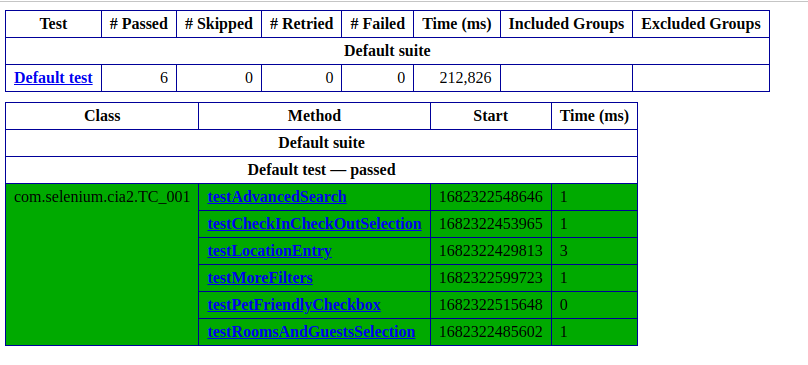 Test # Passed # Skipped # Retried # Failed Time (ms) Included Groups Excluded Groups
Default suite
Default test 6 0 0 0 212,826
Class Method Start Time (ms)
Default suite
Default test — passed
com.selenium.cia2.TC_001 testAdvancedSearch 1682322548646 1
testCheckInCheckOutSelection 1682322453965 1
testLocationEntry 1682322429813 3
testMoreFilters 1682322599723 1
testPetFriendlyCheckbox 1682322515648 0
testRoomsAndGuestsSelection 1682322485602 1